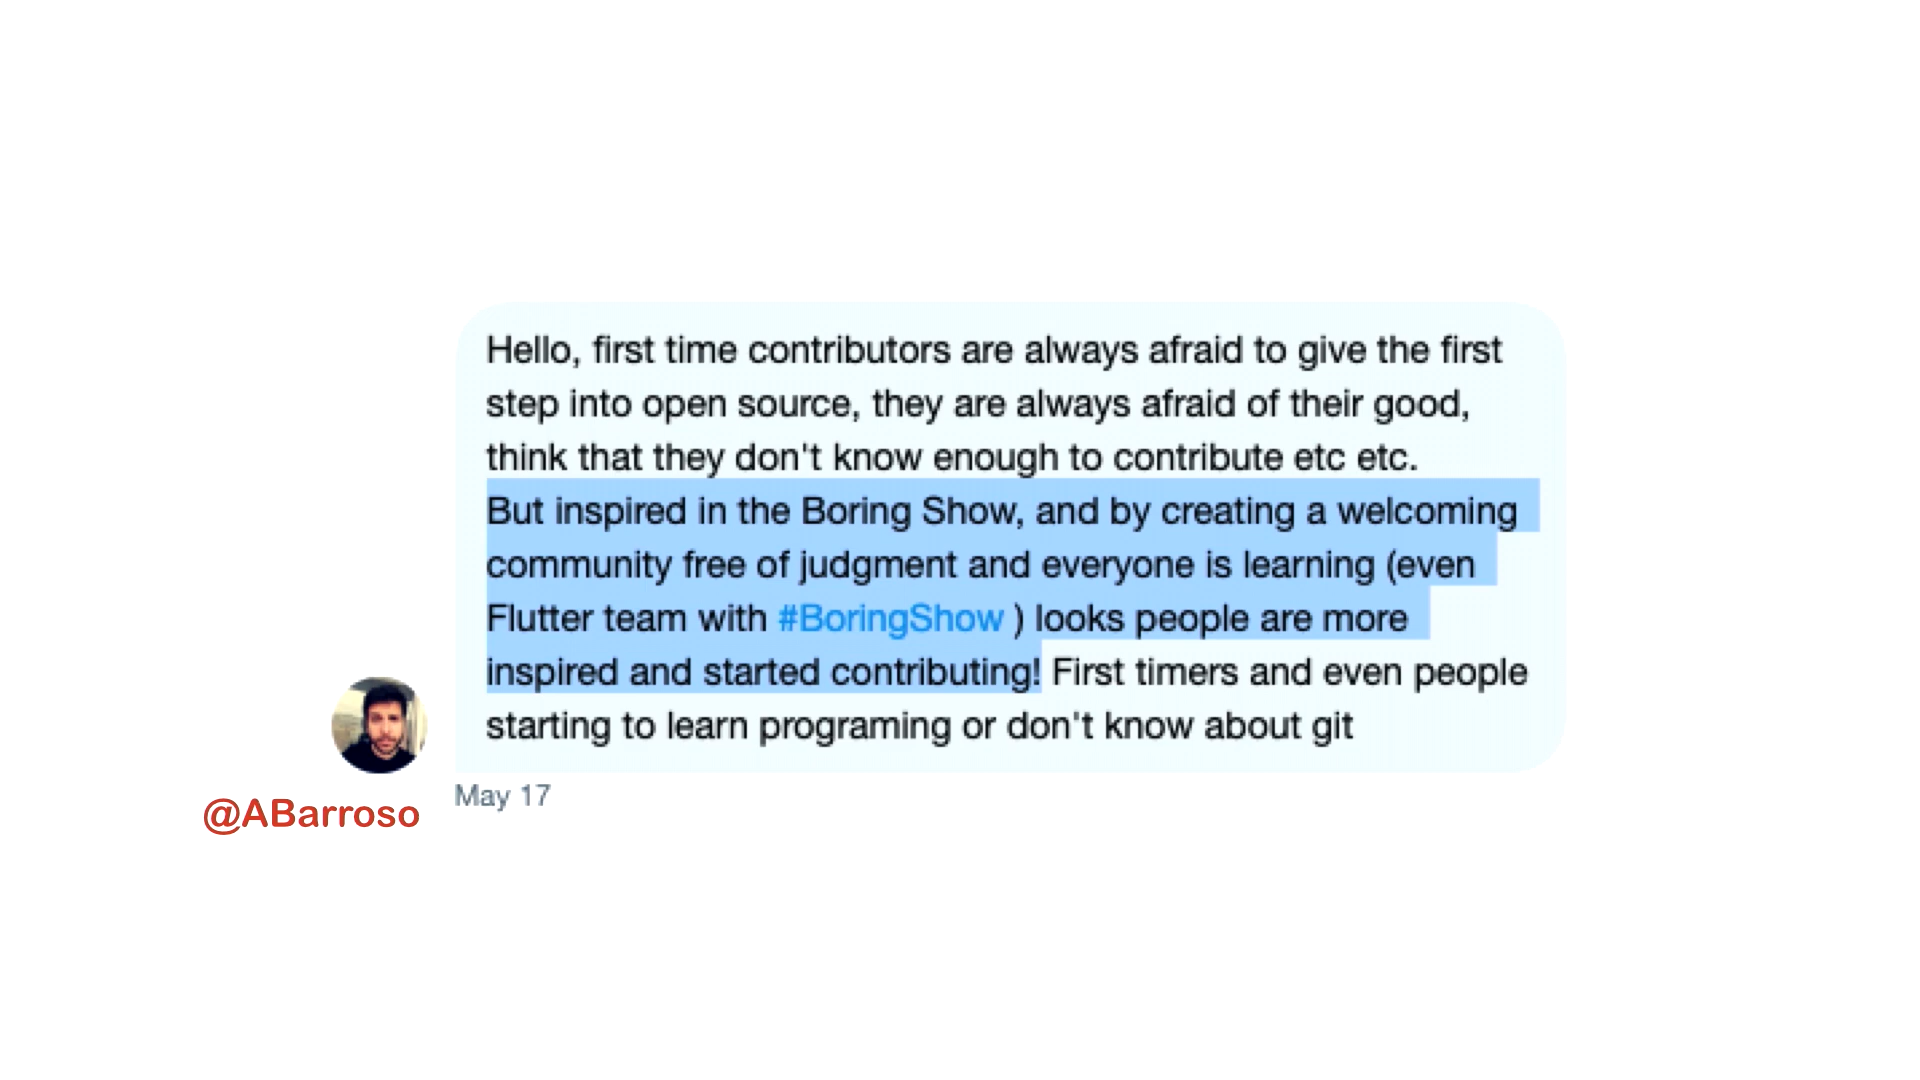 Hello, first time contributors are always afraid to give the first
step into open source, they are always afraid of their good,
think that they don't know enough to contribute etc etc.
But inspired in the Boring Show, and by creating a welcoming
community free of judgment and everyone is learning (even
Flutter team with #BoringShow ) looks people are more
inspired and started contributing! First timers and even people
starting to learn programing or don't know about git
May 17
@ABarroso